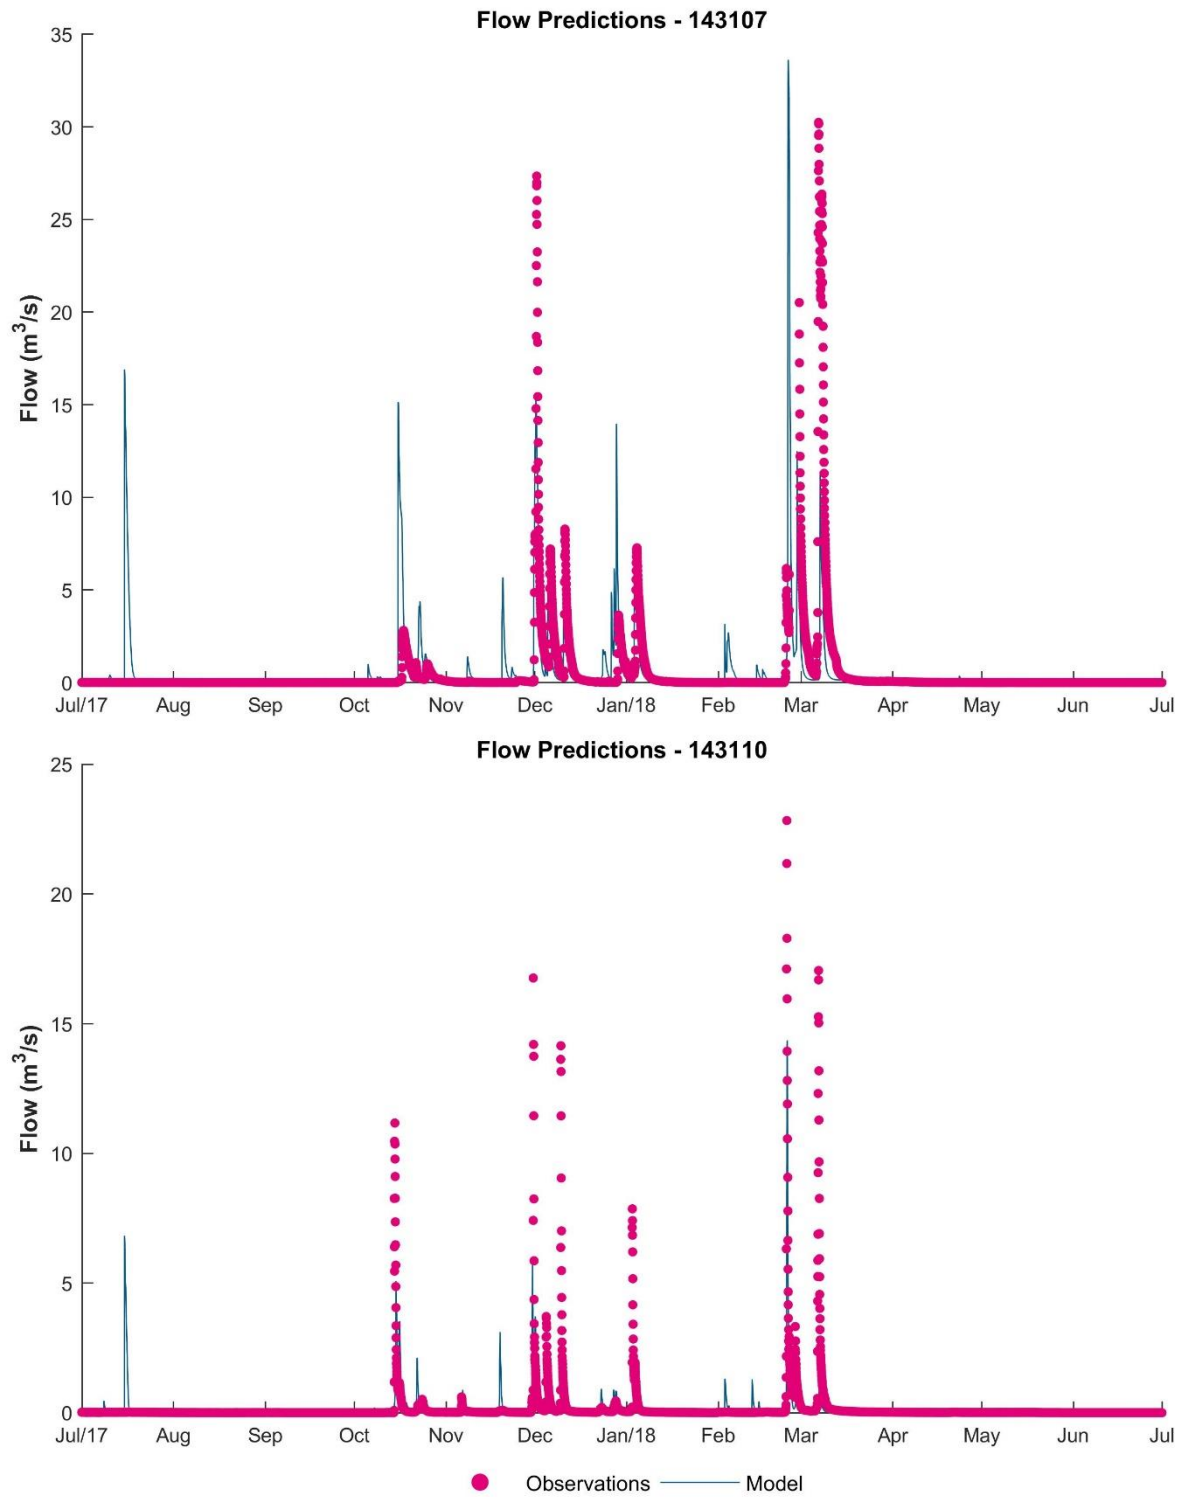 Flow Predictions - 143107
35
30
25
20
15
10
5
0
Flow (m³/s)
Jul/17 Aug Sep Oct Nov Dec Jan/18 Feb Mar Apr May Jun Jul
Flow Predictions - 143110
25
20
15
10
5
0
Flow (m³/s)
Jul/17 Aug Sep Oct Nov Dec Jan/18 Feb Mar Apr May Jun Jul
Observations Model